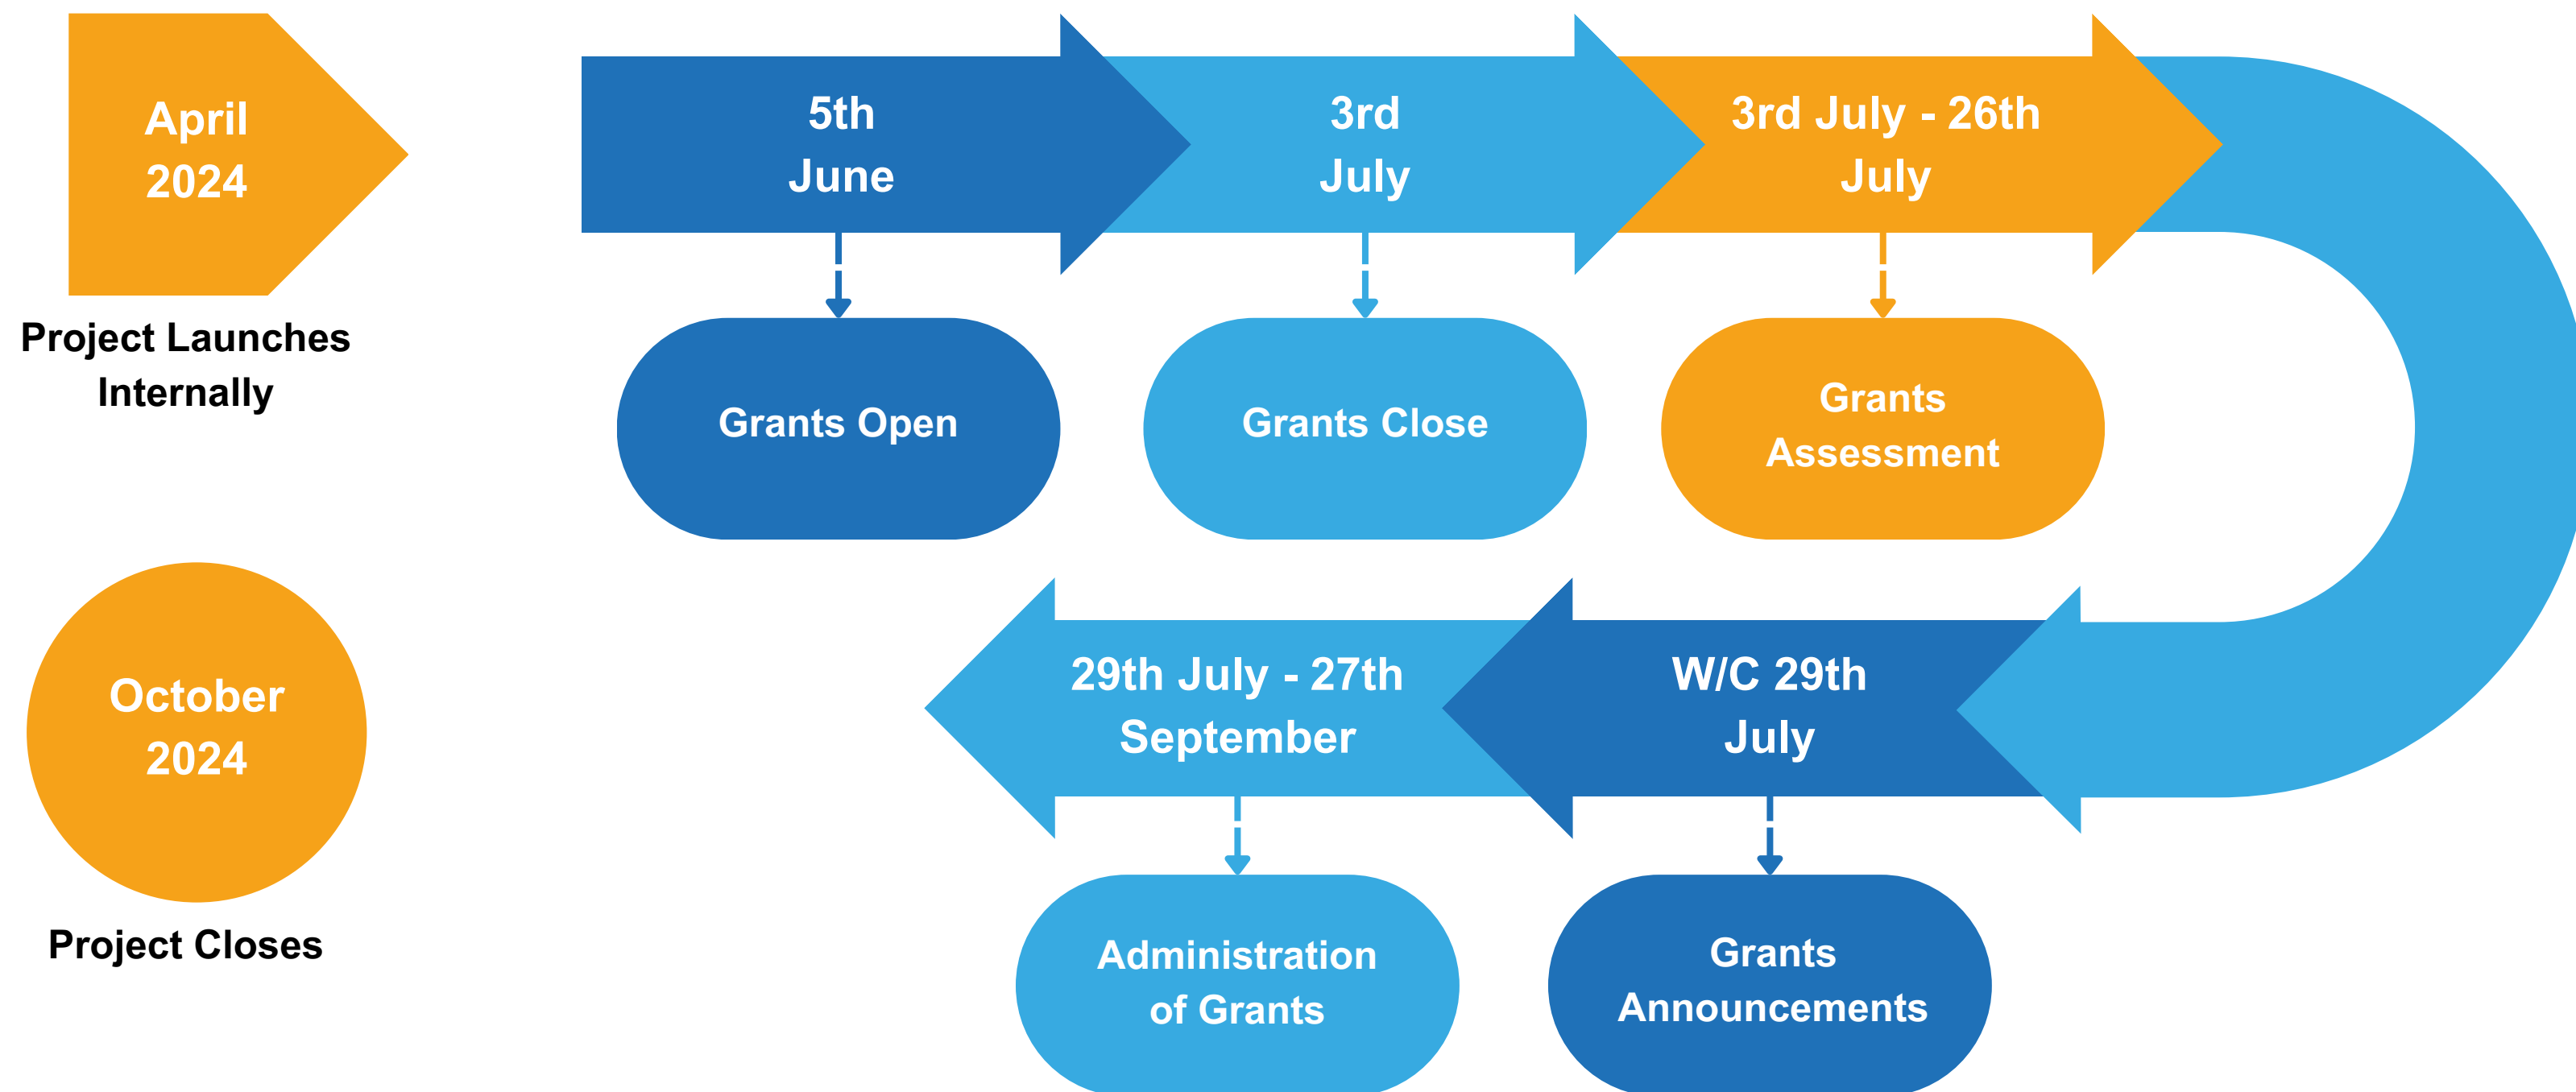 April
2024
Project Launches
Internally
5th
June
Grants Open
3rd
July
Grants Close
3rd July - 26th
July
Grants
Assessment
W/C 29th
July
Grants
Announcements
29th July - 27th
September
Administration
of Grants
October
2024
Project Closes